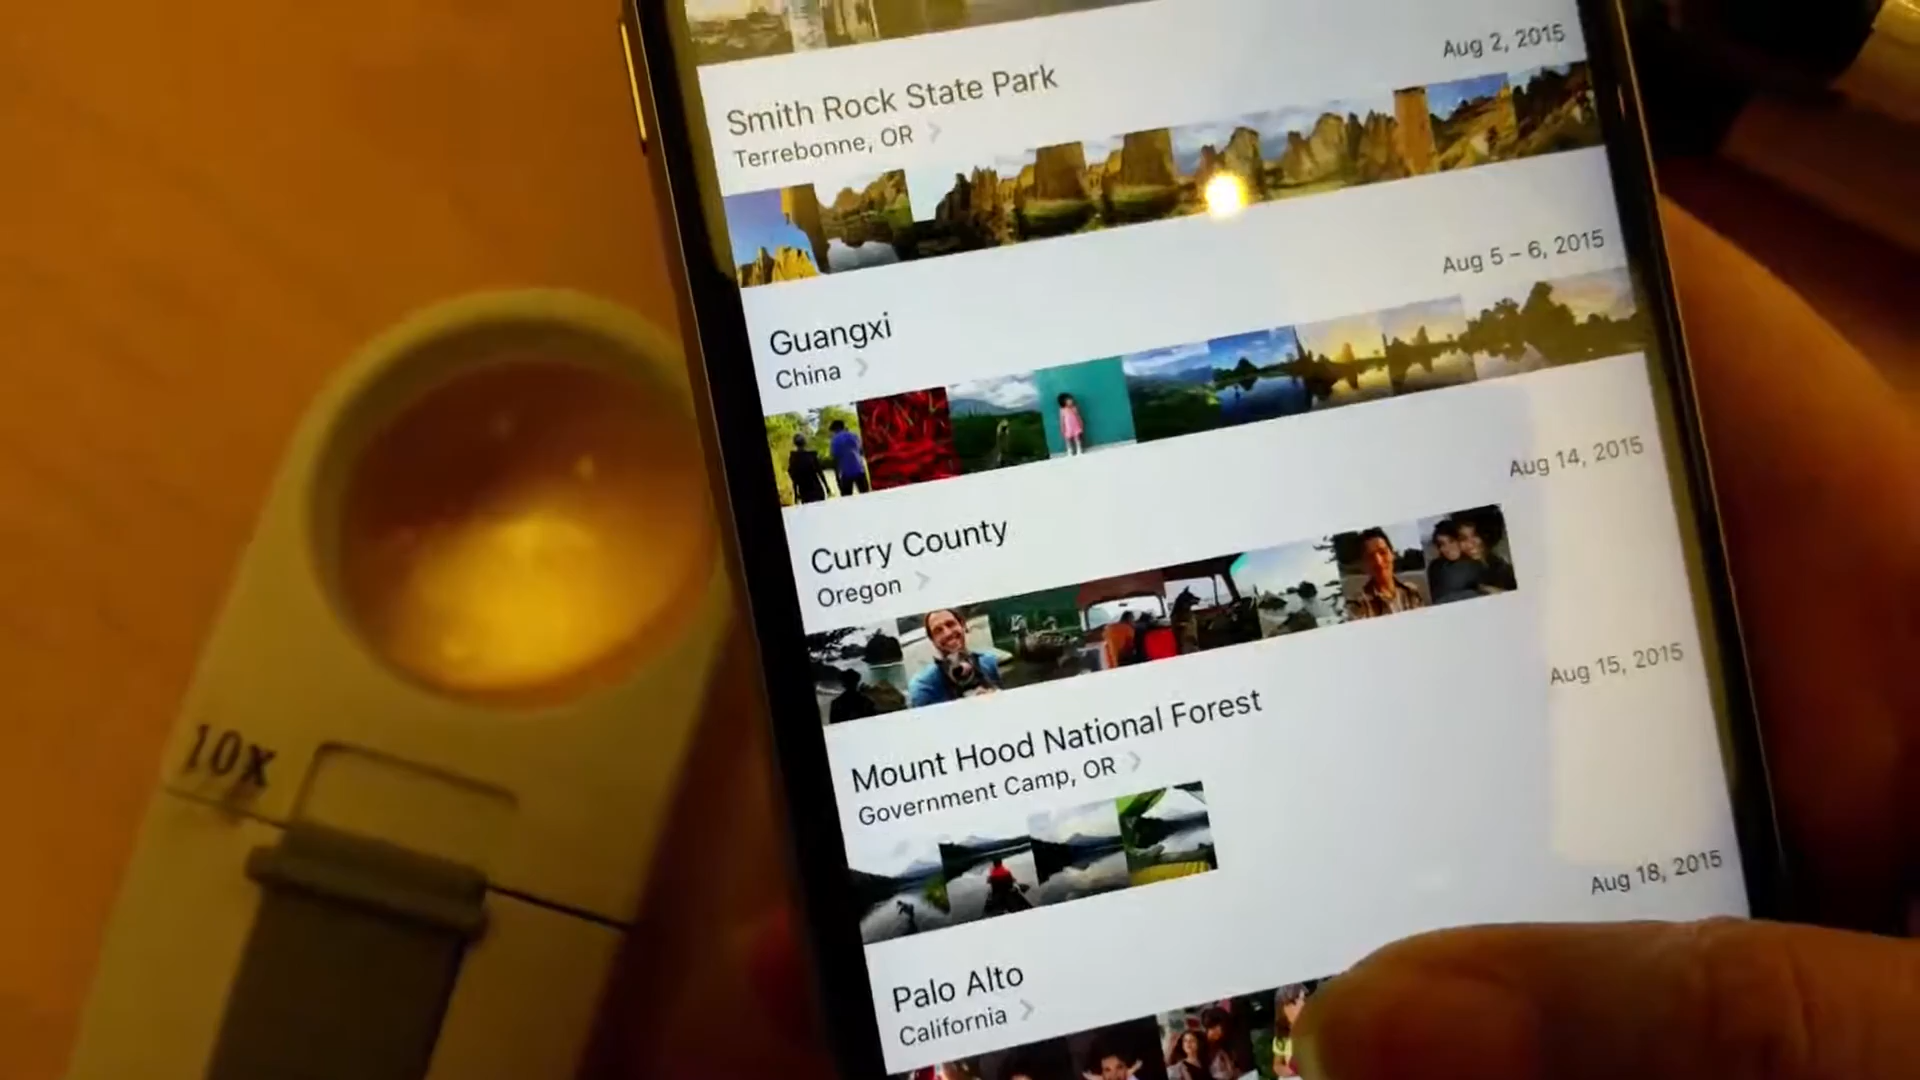 Aug 2, 2015
Smith Rock State Park
Terrebonne, OR
Aug 5 – 6, 2015
Guangxi
China
Aug 14, 2015
Curry County
Oregon
Aug 15, 2015
Mount Hood National Forest
Government Camp, OR
Aug 18, 2015
Palo Alto
California
10x